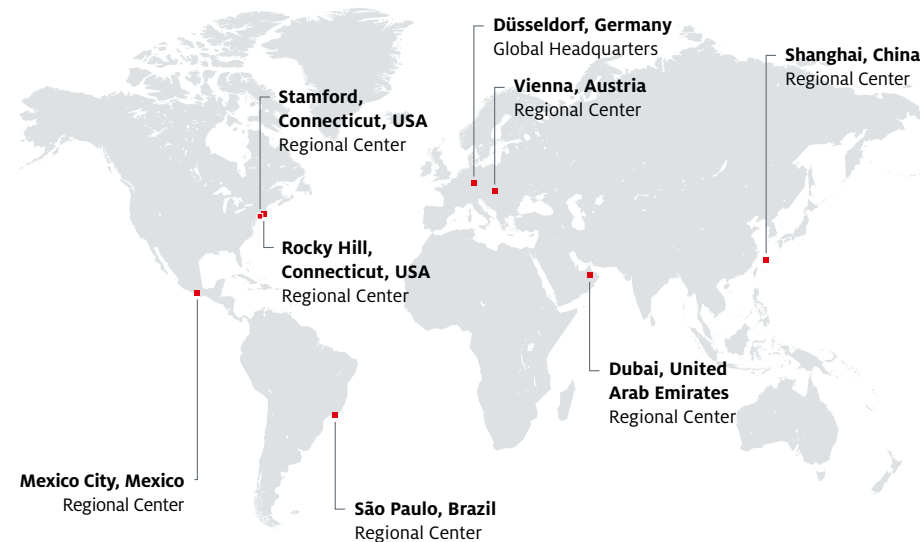 Düsseldorf, Germany
Global Headquarters
Shanghai, China
Regional Center
Vienna, Austria
Regional Center
Stamford,
Connecticut, USA
Regional Center
Rocky Hill,
Connecticut, USA
Regional Center
Dubai, United
Arab Emirates
Regional Center
Mexico City, Mexico
Regional Center
São Paulo, Brazil
Regional Center